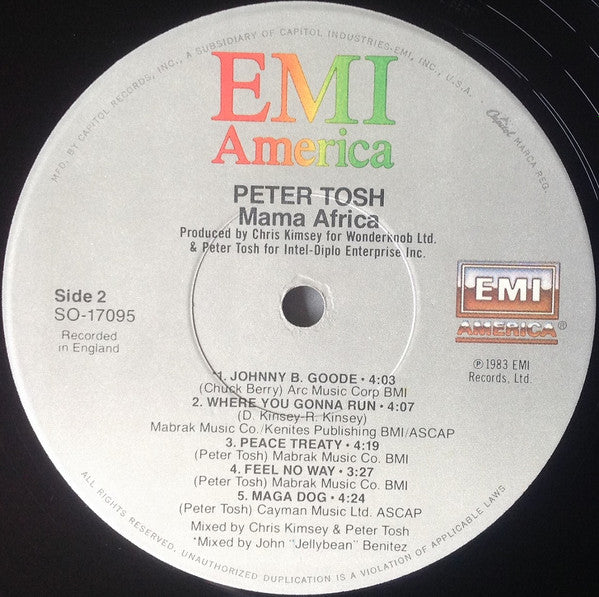 MFD. BY CAPITOL RECORDS, INC., A SUBSIDIARY OF CAPITOL INDUSTRIES-EMI, INC., U.S.A.
Capitol MARCA REG.
EMI
America
PETER TOSH
Mama Africa
Produced by Chris Kimsey for Wonderknob Ltd.
& Peter Tosh for Intel-Diplo Enterprise Inc.
Side 2
SO-17095
Recorded
in England
EMI
AMERICA®
℗ 1983 EMI
Records, Ltd.
*1. JOHNNY B. GOODE • 4:03
(Chuck Berry) Arc Music Corp BMI
2. WHERE YOU GONNA RUN • 4:07
(D. Kinsey-R. Kinsey)
Mabrak Music Co./Kenites Publishing BMI/ASCAP
3. PEACE TREATY • 4:19
(Peter Tosh) Mabrak Music Co. BMI
4. FEEL NO WAY • 3:27
(Peter Tosh) Mabrak Music Co. BMI
5. MAGA DOG • 4:24
(Peter Tosh) Cayman Music Ltd. ASCAP
Mixed by Chris Kimsey & Peter Tosh
*Mixed by John "Jellybean" Benitez
ALL RIGHTS RESERVED. UNAUTHORIZED DUPLICATION IS A VIOLATION OF APPLICABLE LAWS